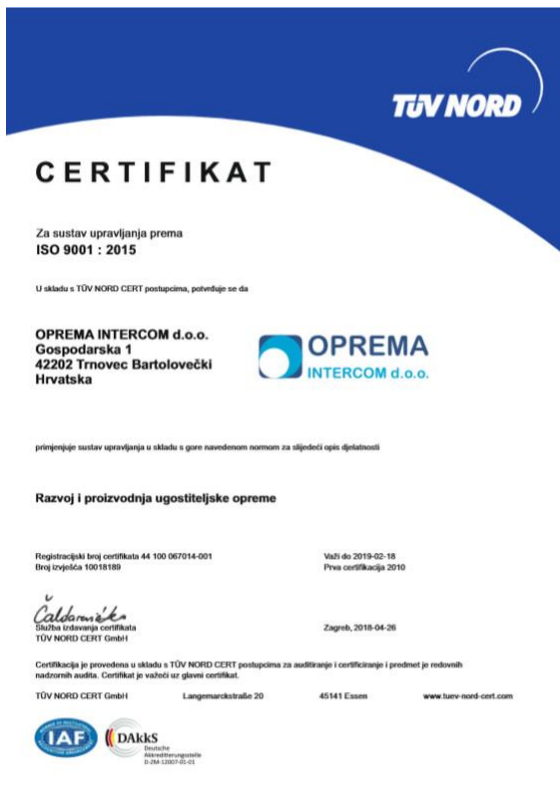 TÜV NORD
CERTIFIKAT
Za sustav upravljanja prema
ISO 9001 : 2015
U skladu s TÜV NORD CERT postupcima, potvrđuje se da
OPREMA INTERCOM d.o.o.
Gospodarska 1
42202 Trnovec Bartolovečki
Hrvatska
OPREMA
INTERCOM d.o.o.
primjenjuje sustav upravljanja u skladu s gore navedenom normom za slijedeći opis djelatnosti
Razvoj i proizvodnja ugostiteljske opreme
Registracijski broj certifikata 44 100 067014-001
Važi do 2019-02-18
Broj izvješća 10018189
Prva certifikacija 2010
Služba izdavanja certifikata
Zagreb, 2018-04-26
TÜV NORD CERT GmbH
Certifikacija je provedena u skladu s TÜV NORD CERT postupcima za auditiranje i certificiranje i predmet je redovnih
nadzornih audita. Certifikat je važeći uz glavni certifikat.
TÜV NORD CERT GmbH Langemarckstraße 20 45141 Essen www.tuev-nord-cert.com
IAF
DAkkS
Deutsche
Akkreditierungsstelle
D-ZM-12007-01-01